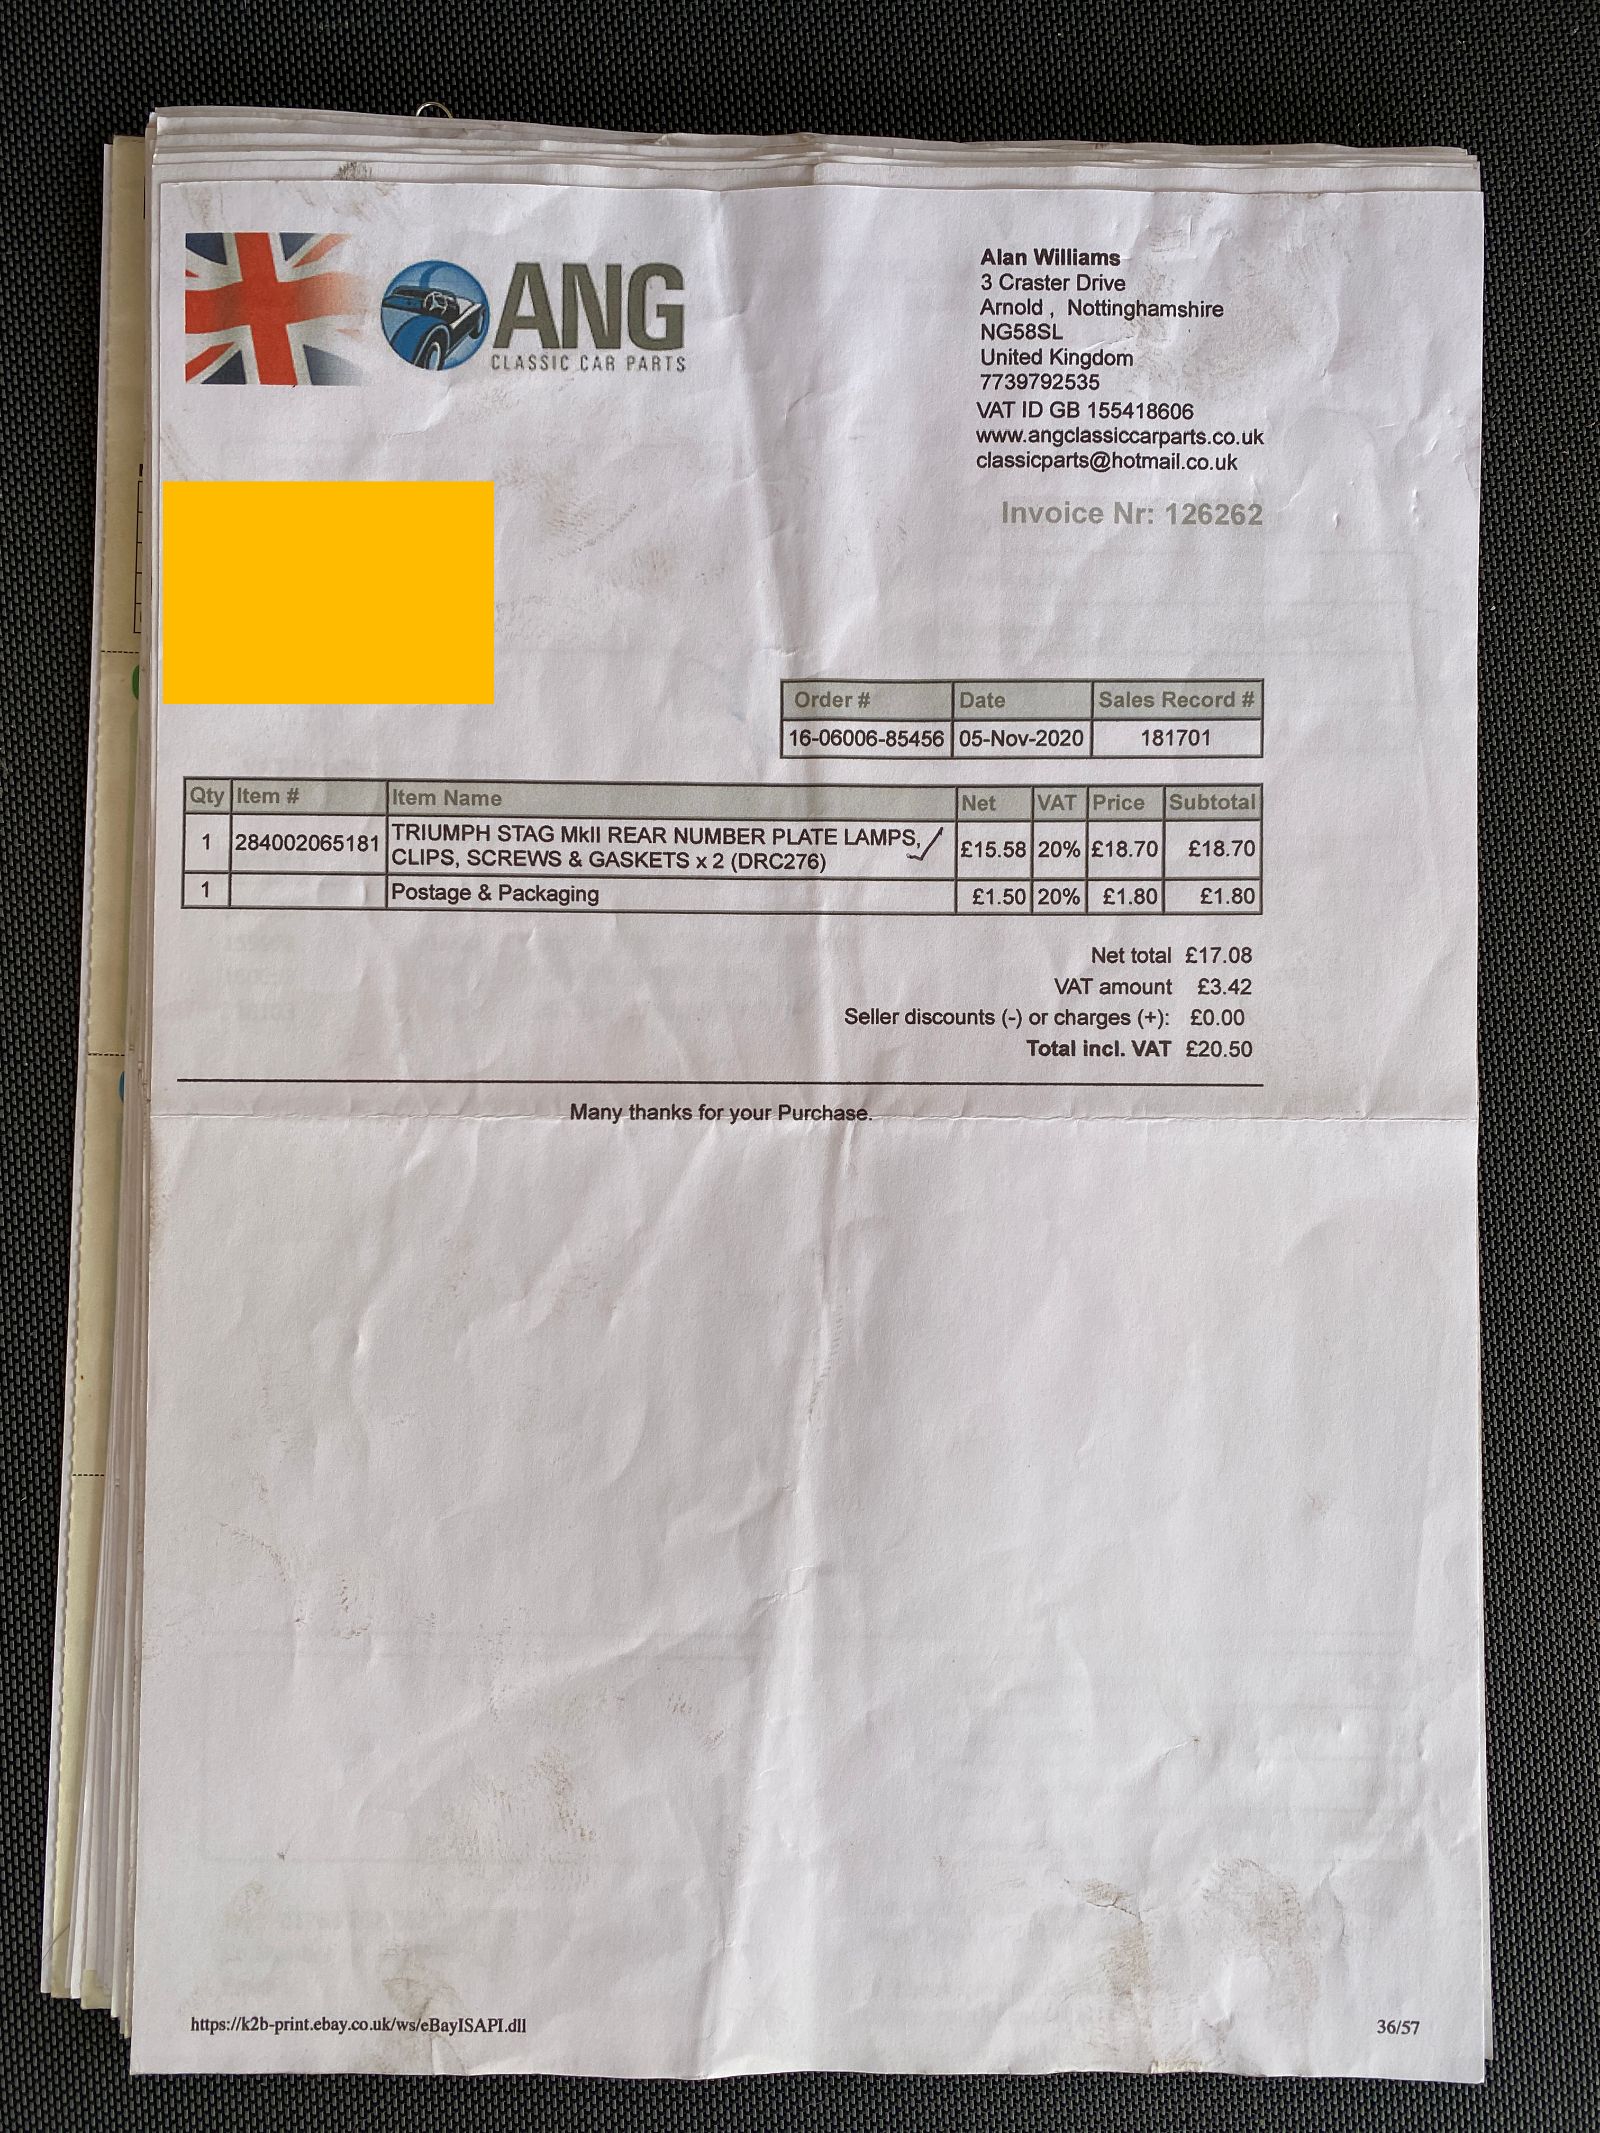 ANG
CLASSIC CAR PARTS
Alan Williams
3 Craster Drive
Arnold , Nottinghamshire
NG58SL
United Kingdom
7739792535
VAT ID GB 155418606
www.angclassiccarparts.co.uk
classicparts@hotmail.co.uk
Invoice Nr: 126262
Order # Date Sales Record #
16-06006-85456 05-Nov-2020 181701
Qty Item # Item Name Net VAT Price Subtotal
1 284002065181 TRIUMPH STAG MkII REAR NUMBER PLATE LAMPS, £15.58 20% £18.70 £18.70
CLIPS, SCREWS & GASKETS x 2 (DRC276)
1 Postage & Packaging £1.50 20% £1.80 £1.80
Net total £17.08
VAT amount £3.42
Seller discounts (-) or charges (+): £0.00
Total incl. VAT £20.50
Many thanks for your Purchase.
https://k2b-print.ebay.co.uk/ws/eBayISAPI.dll 36/57